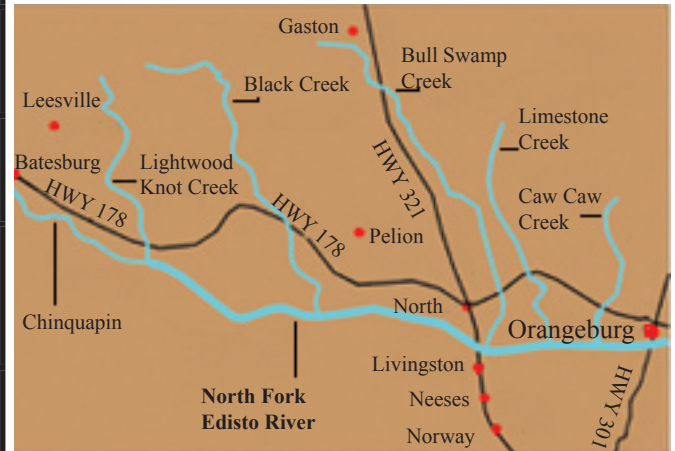 Gaston
Bull Swamp
Creek
Black Creek
Leesville
Limestone
Creek
Batesburg
Lightwood
Knot Creek
HWY 321
HWY 178
HWY 178
Caw Caw
Creek
Pelion
Chinquapin
North
Orangeburg
Livingston
North Fork
Edisto River
Neeses
HWY 301
Norway